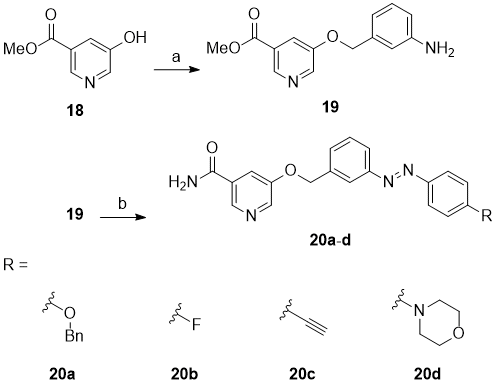 MeO O OH N
18
a
MeO O O N NH2
19
19
b
H2N O O N N N R
20a-d
R =
O Bn
F
N O
20a 20b 20c 20d